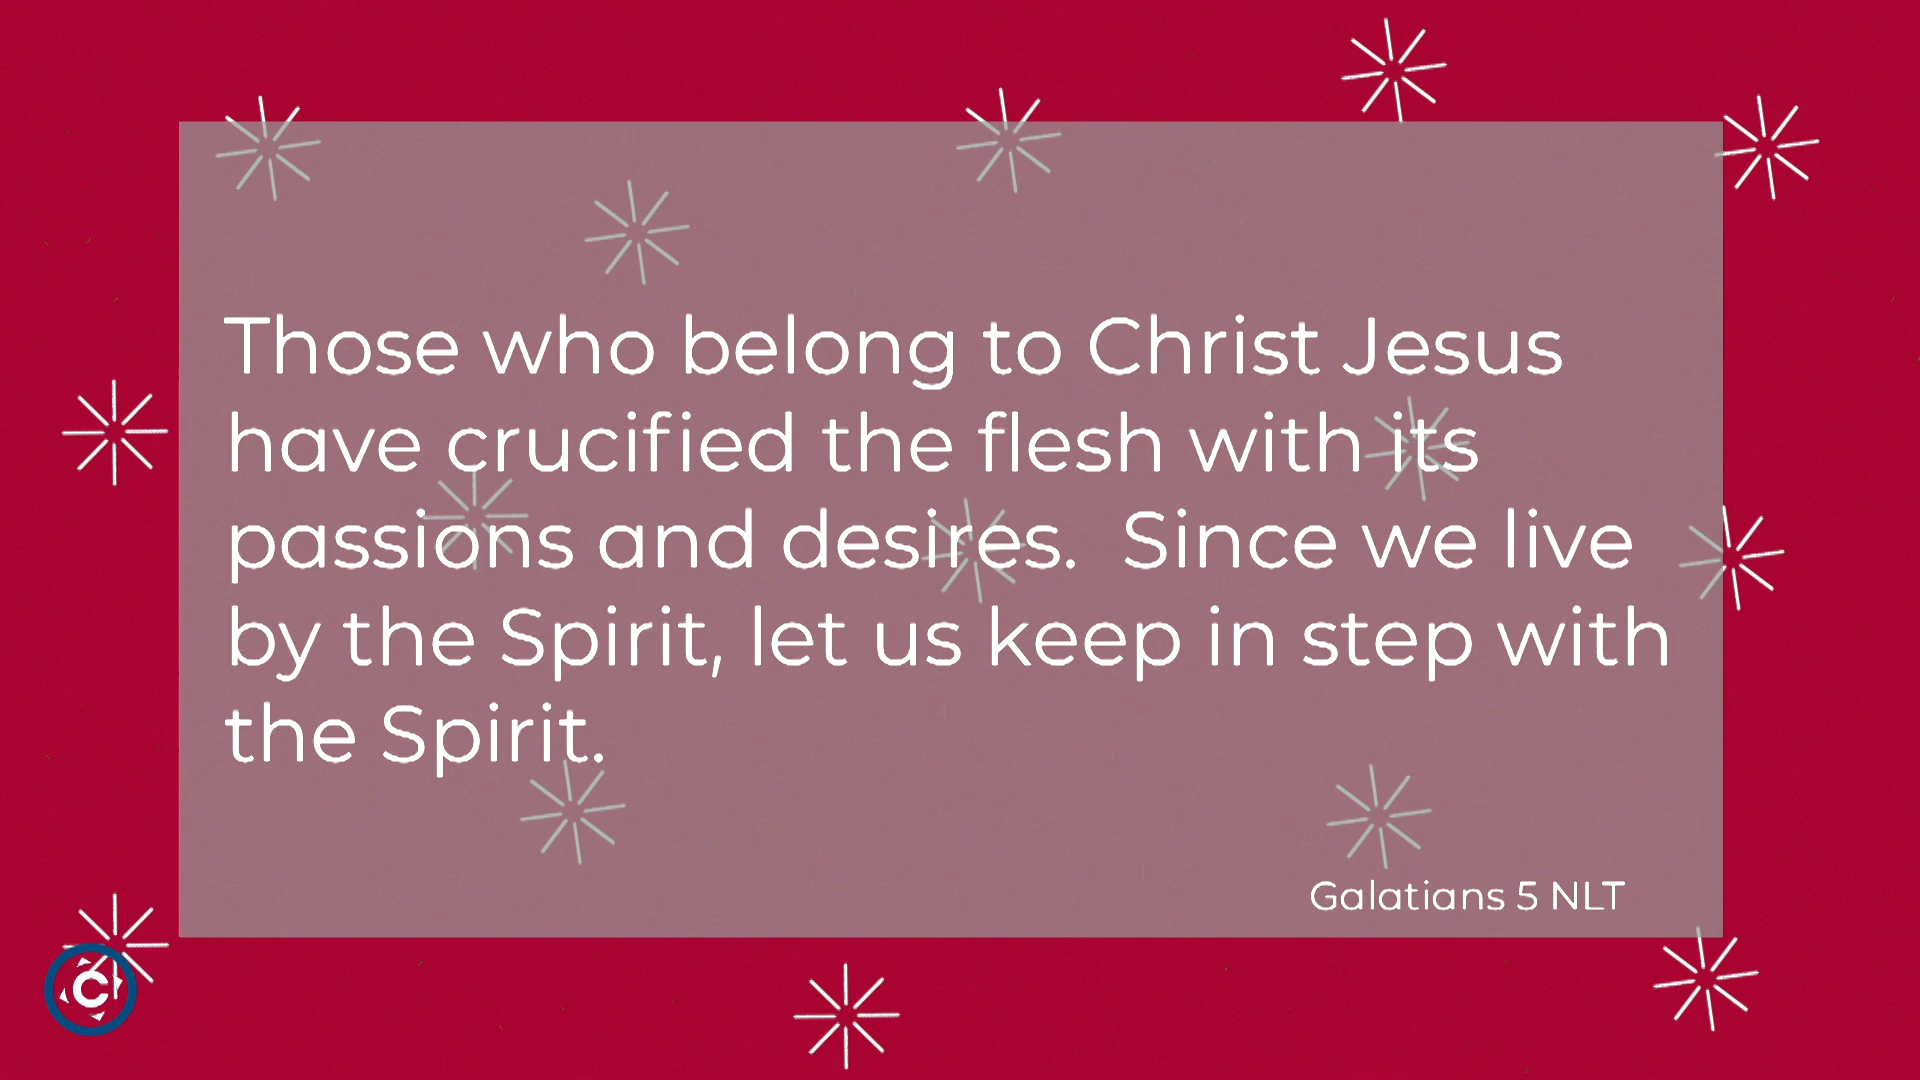 Those who belong to Christ Jesus
have crucified the flesh with its
passions and desires.  Since we live
by the Spirit, let us keep in step with
the Spirit.
Galatians 5 NLT
C